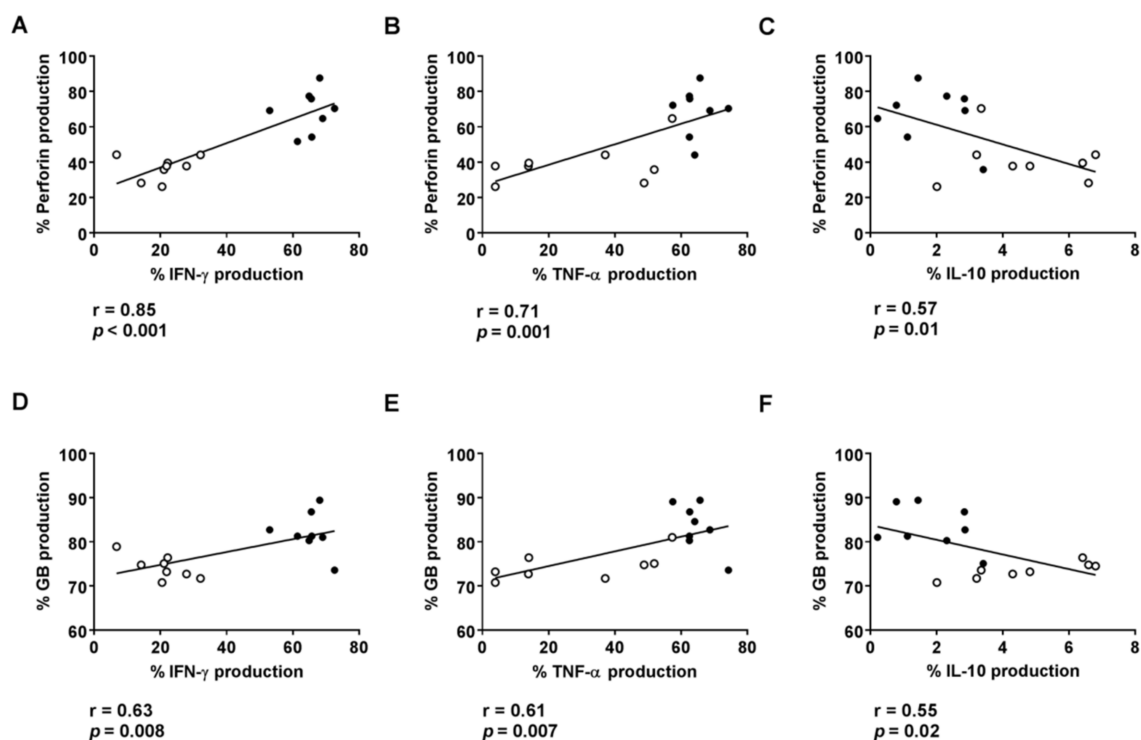 A
% Perforin production
100
80
60
40
20
0
0 20 40 60 80
% IFN-γ production
r = 0.85
p < 0.001
B
% Perforin production
100
80
60
40
20
0
0 20 40 60 80
% TNF-α production
r = 0.71
p = 0.001
C
% Perforin production
100
80
60
40
20
0
0 2 4 6 8
% IL-10 production
r = 0.57
p = 0.01
D
% GB production
100
90
80
70
60
0 20 40 60 80
% IFN-γ production
r = 0.63
p = 0.008
E
% GB production
100
90
80
70
60
0 20 40 60 80
% TNF-α production
r = 0.61
p = 0.007
F
% GB production
100
90
80
70
60
0 2 4 6 8
% IL-10 production
r = 0.55
p = 0.02